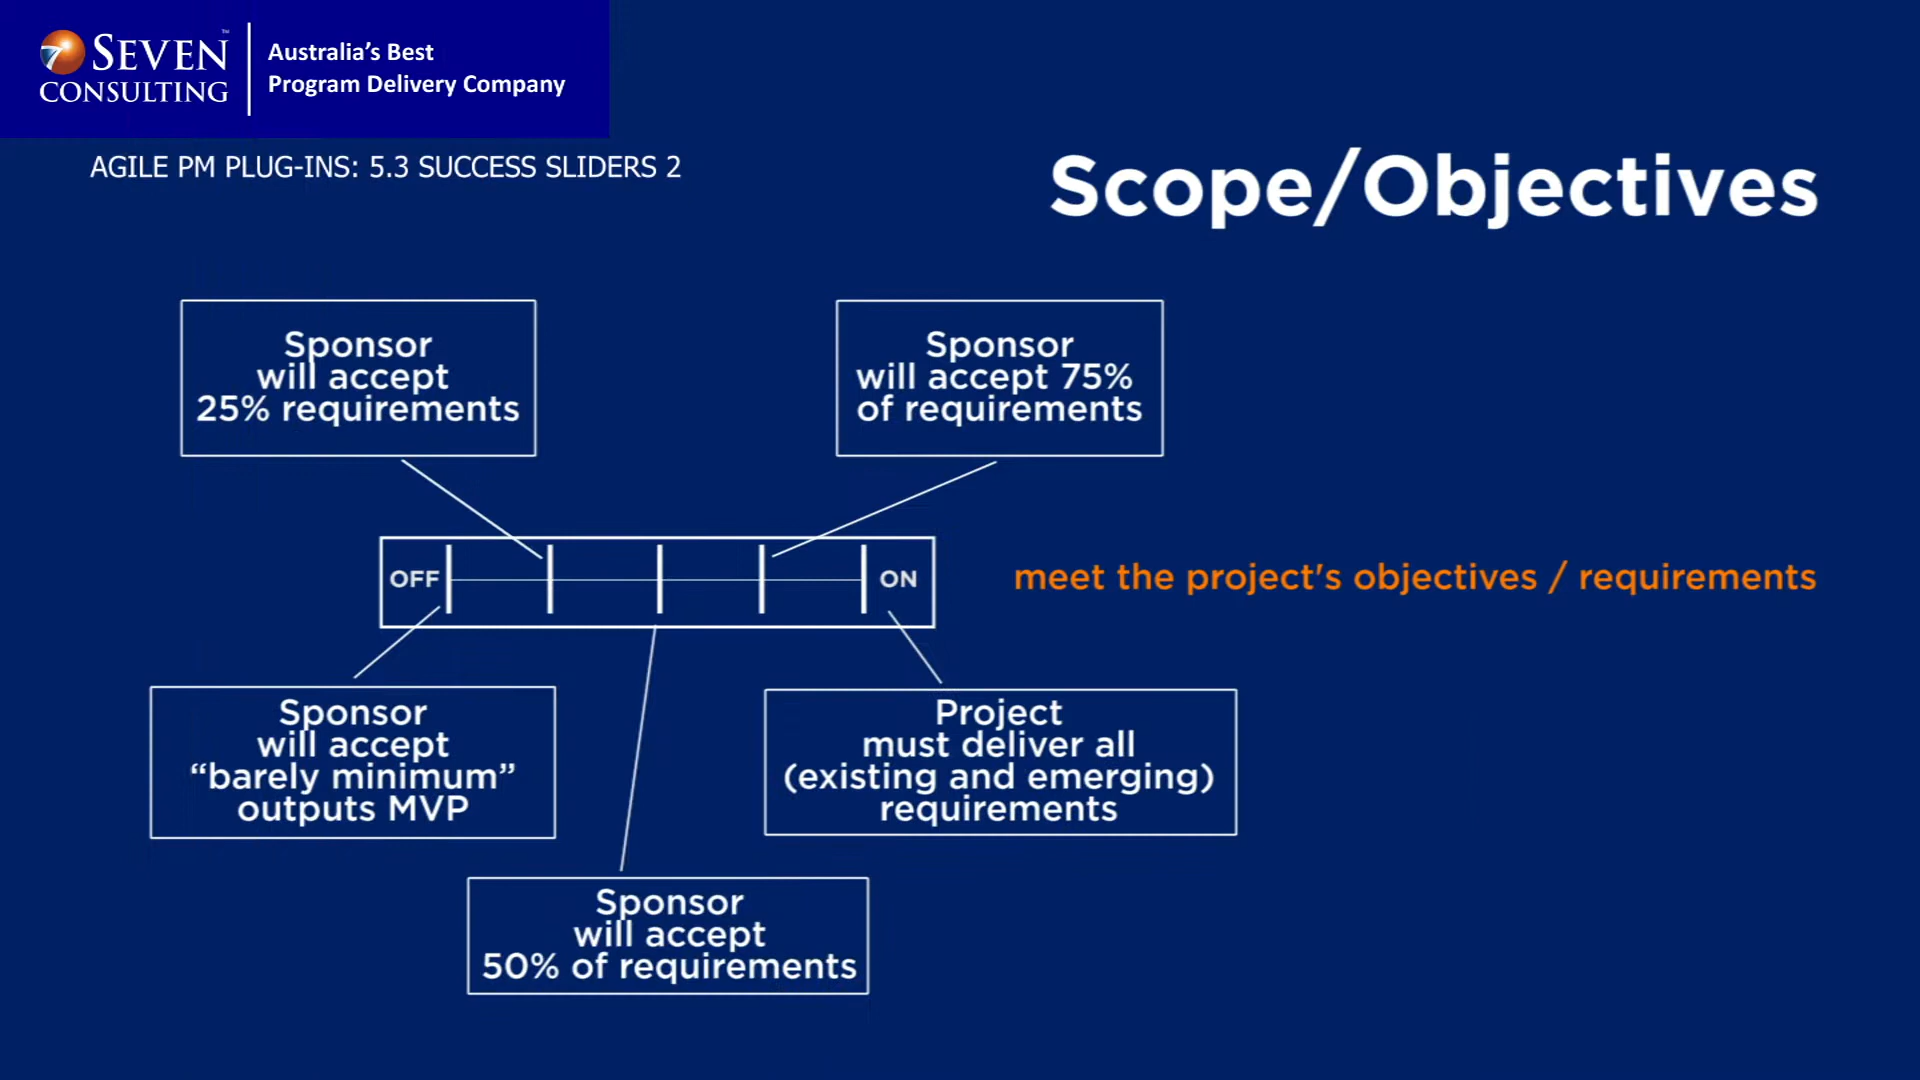 7 SEVEN™
CONSULTING
Australia's Best
Program Delivery Company
AGILE PM PLUG-INS: 5.3 SUCCESS SLIDERS 2
Scope/Objectives
Sponsor
will accept
25% requirements
Sponsor
will accept 75%
of requirements
OFF
ON
meet the project's objectives / requirements
Sponsor
will accept
“barely minimum”
outputs MVP
Project
must deliver all
(existing and emerging)
requirements
Sponsor
will accept
50% of requirements